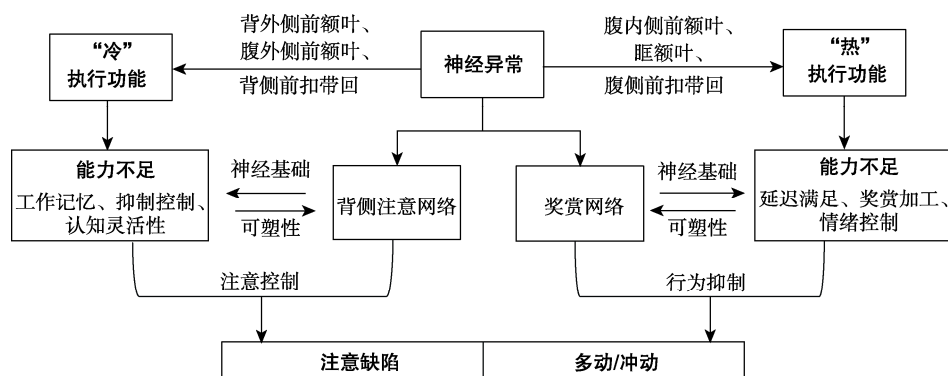 “冷”
执行功能
背外侧前额叶、
腹外侧前额叶、
背侧前扣带回
神经异常
腹内侧前额叶、
眶额叶、
腹侧前扣带回
“热”
执行功能
能力不足
工作记忆、抑制控制、
认知灵活性
神经基础
可塑性
背侧注意网络
奖赏网络
神经基础
可塑性
能力不足
延迟满足、奖赏加工、
情绪控制
注意控制
行为抑制
注意缺陷
多动/冲动